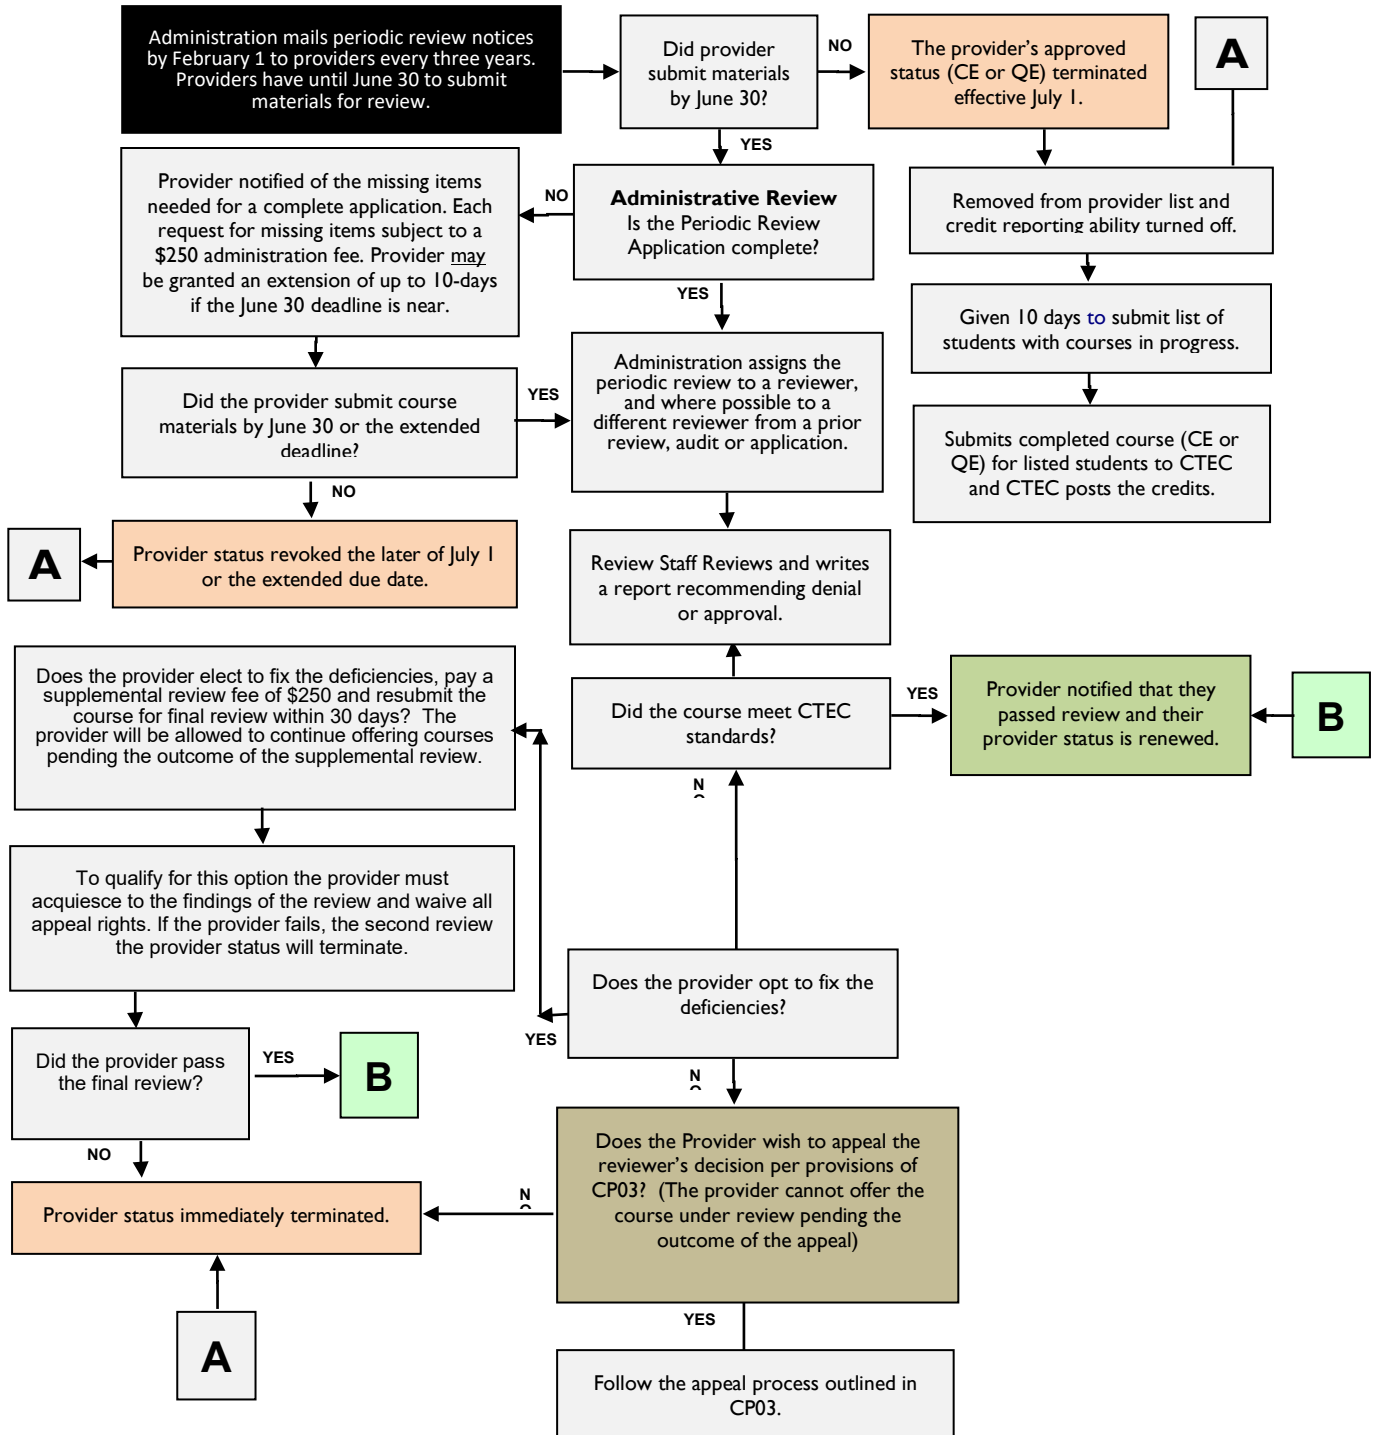 Administration mails periodic review notices
by February 1 to providers every three years.
Providers have until June 30 to submit
materials for review.
Did provider
submit materials
by June 30?
NO
The provider's approved
status (CE or QE) terminated
effective July 1.
A
YES
Provider notified of the missing items
needed for a complete application. Each
request for missing items subject to a
$250 administration fee. Provider may
be granted an extension of up to 10-days
if the June 30 deadline is near.
NO
Administrative Review
Is the Periodic Review
Application complete?
Removed from provider list and
credit reporting ability turned off.
YES
Given 10 days to submit list of
students with courses in progress.
Did the provider submit course
materials by June 30 or the extended
deadline?
YES
Administration assigns the
periodic review to a reviewer,
and where possible to a
different reviewer from a prior
review, audit or application.
Submits completed course (CE or
QE) for listed students to CTEC
and CTEC posts the credits.
NO
A
Provider status revoked the later of July 1
or the extended due date.
Review Staff Reviews and writes
a report recommending denial
or approval.
Does the provider elect to fix the deficiencies, pay a
supplemental review fee of $250 and resubmit the
course for final review within 30 days? The
provider will be allowed to continue offering courses
pending the outcome of the supplemental review.
Did the course meet CTEC
standards?
YES
Provider notified that they
passed review and their
provider status is renewed.
B
N
O
To qualify for this option the provider must
acquiesce to the findings of the review and waive all
appeal rights. If the provider fails, the second review
the provider status will terminate.
Does the provider opt to fix the
deficiencies?
YES
Did the provider pass
the final review?
YES
B
N
O
NO
Does the Provider wish to appeal the
reviewer's decision per provisions of
CP03? (The provider cannot offer the
course under review pending the
outcome of the appeal)
N
O
Provider status immediately terminated.
A
YES
Follow the appeal process outlined in
CP03.